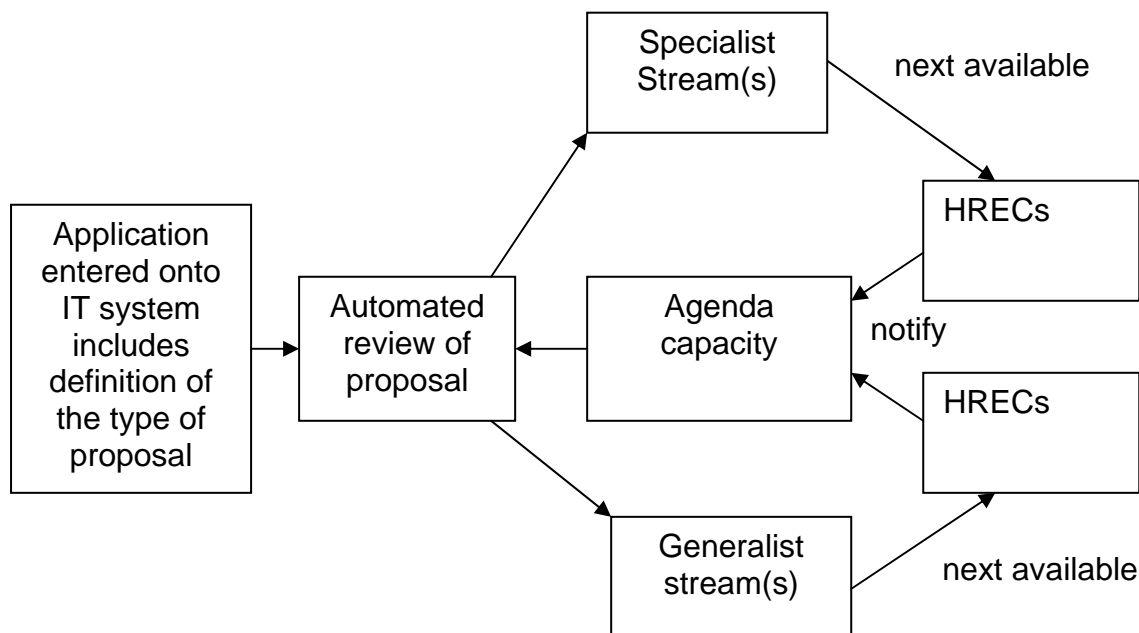 Specialist
Stream(s)
next available
HRECs
Application
entered onto
IT system
includes
definition of
the type of
proposal
Automated
review of
proposal
Agenda
capacity
notify
HRECs
Generalist
stream(s)
next available